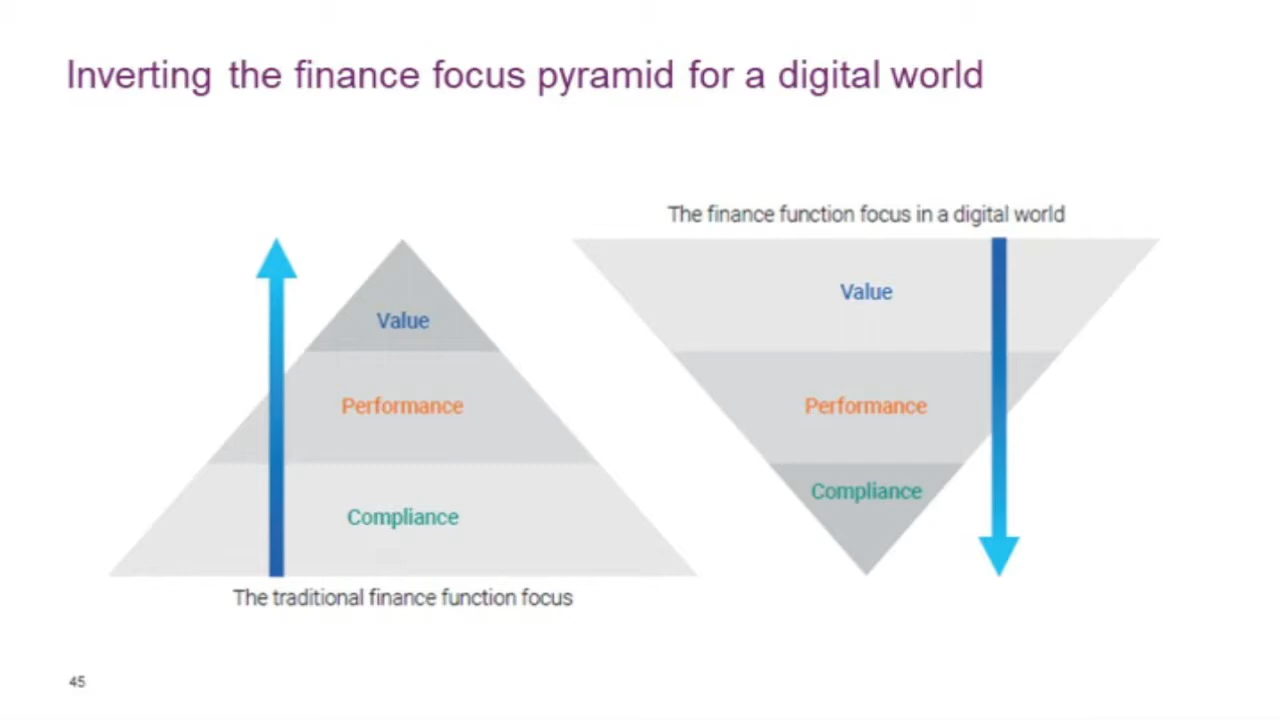 Inverting the finance focus pyramid for a digital world
Value
Performance
Compliance
The traditional finance function focus
The finance function focus in a digital world
Value
Performance
Compliance
45